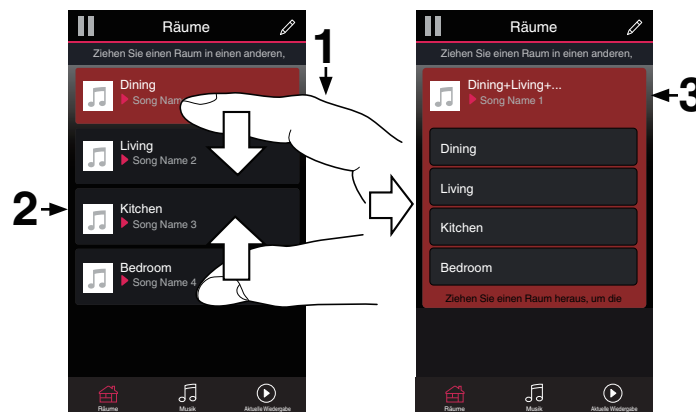 Räume
Ziehen Sie einen Raum in einen anderen,
Dining
Song Nam
Living
Song Name 2
Kitchen
Song Name 3
Bedroom
Song Name 4
Räume
Musik
Aktuelle Wiedergabe
1
2
Räume
Ziehen Sie einen Raum in einen anderen,
Dining+Living+...
Song Name 1
Dining
Living
Kitchen
Bedroom
Ziehen Sie einen Raum heraus, um die
Räume
Musik
Aktuelle Wiedergabe
3